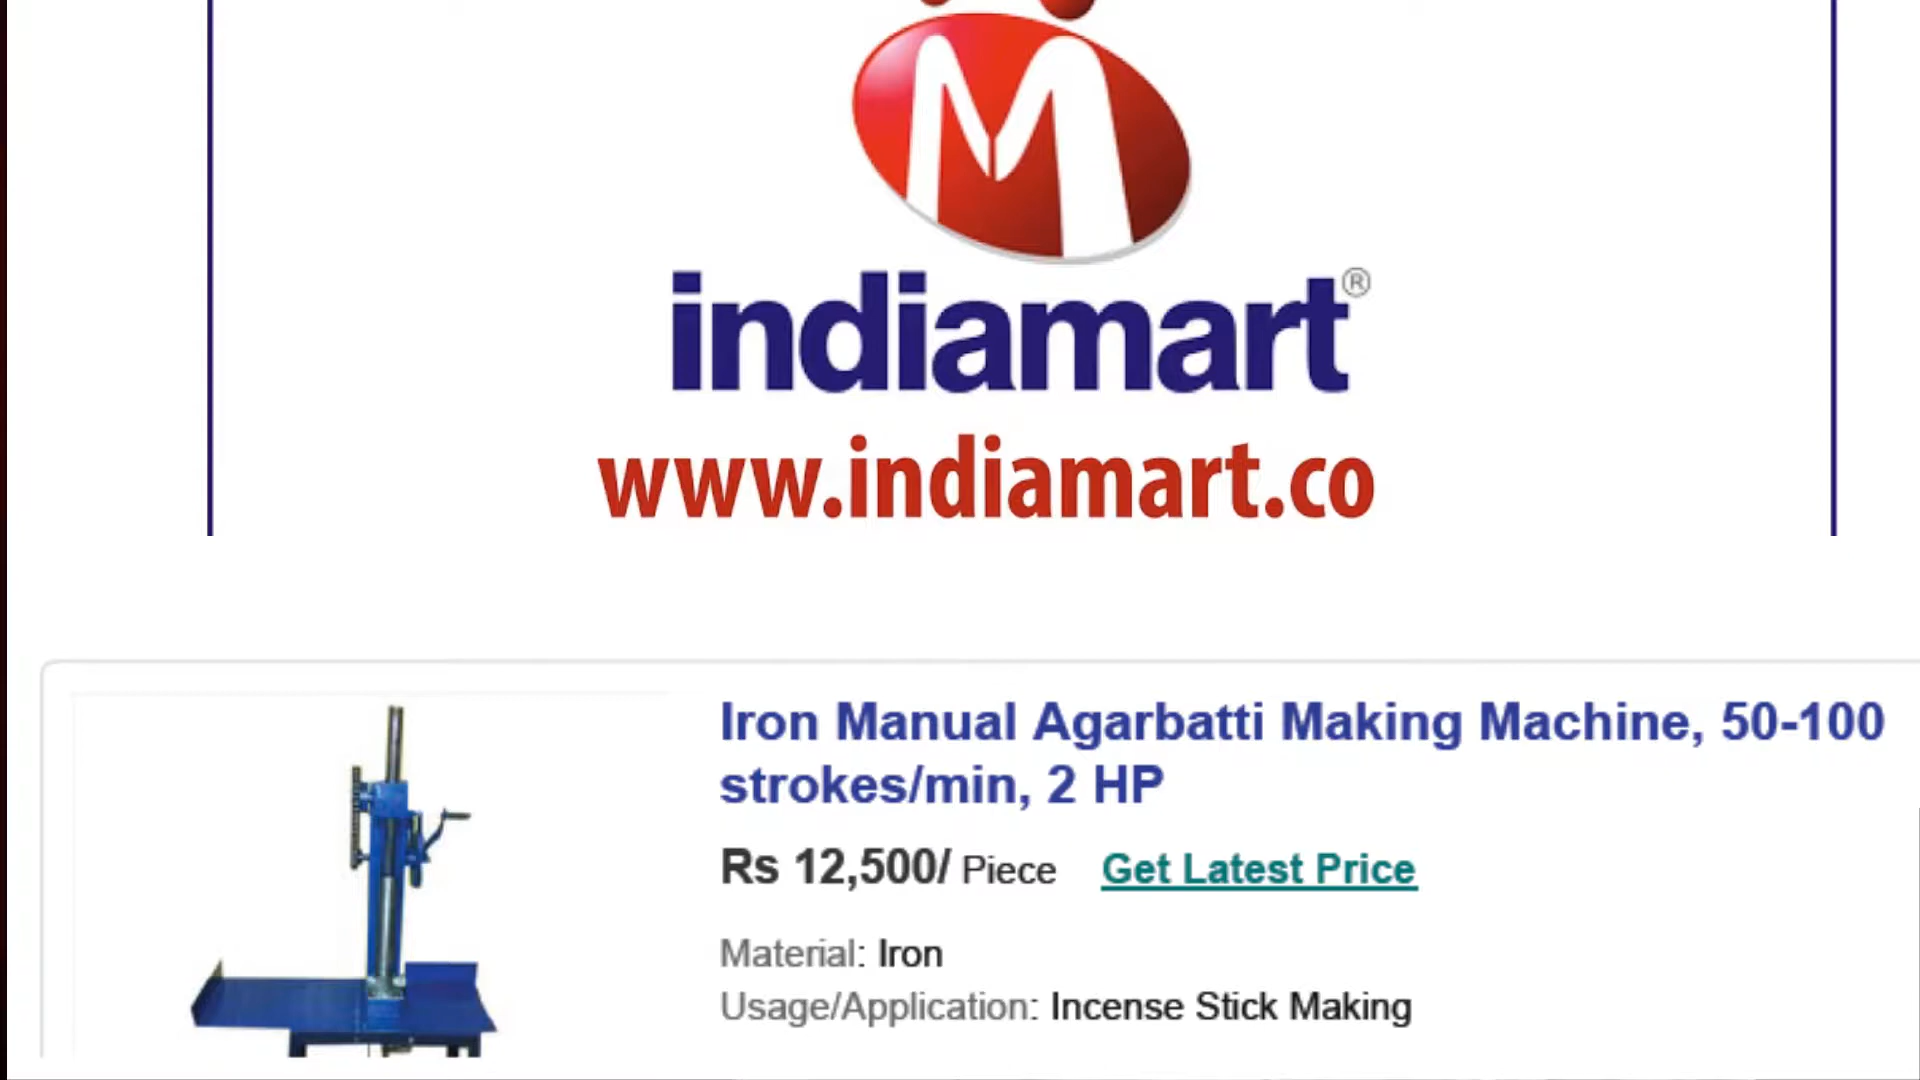 indiamart®
www.indiamart.co
Iron Manual Agarbatti Making Machine, 50-100
strokes/min, 2 HP
Rs 12,500/ Piece Get Latest Price
Material: Iron
Usage/Application: Incense Stick Making